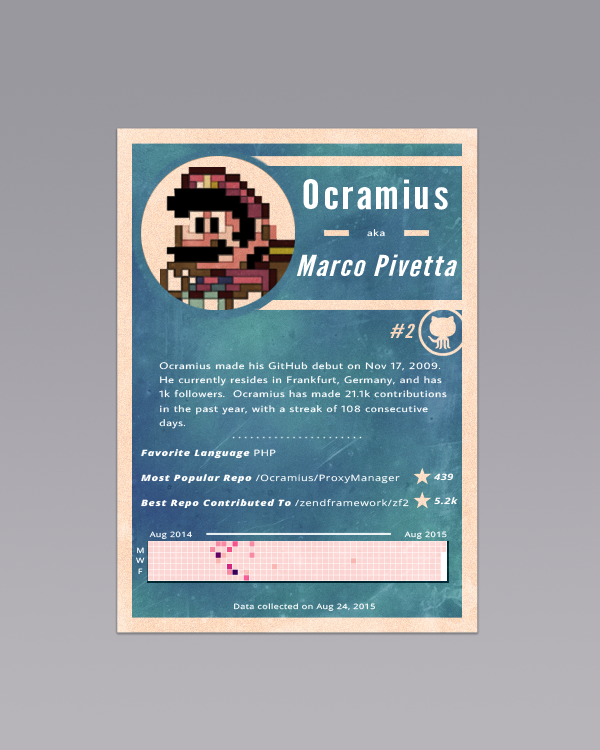 Ocramius
aka
Marco Pivetta
#2
Ocramius made his GitHub debut on Nov 17, 2009.
He currently resides in Frankfurt, Germany, and has
1k followers. Ocramius has made 21.1k contributions
in the past year, with a streak of 108 consecutive
days.
Favorite Language PHP
Most Popular Repo /Ocramius/ProxyManager 439
Best Repo Contributed To /zendframework/zf2 5.2k
Aug 2014 Aug 2015
M
W
F
Data collected on Aug 24, 2015